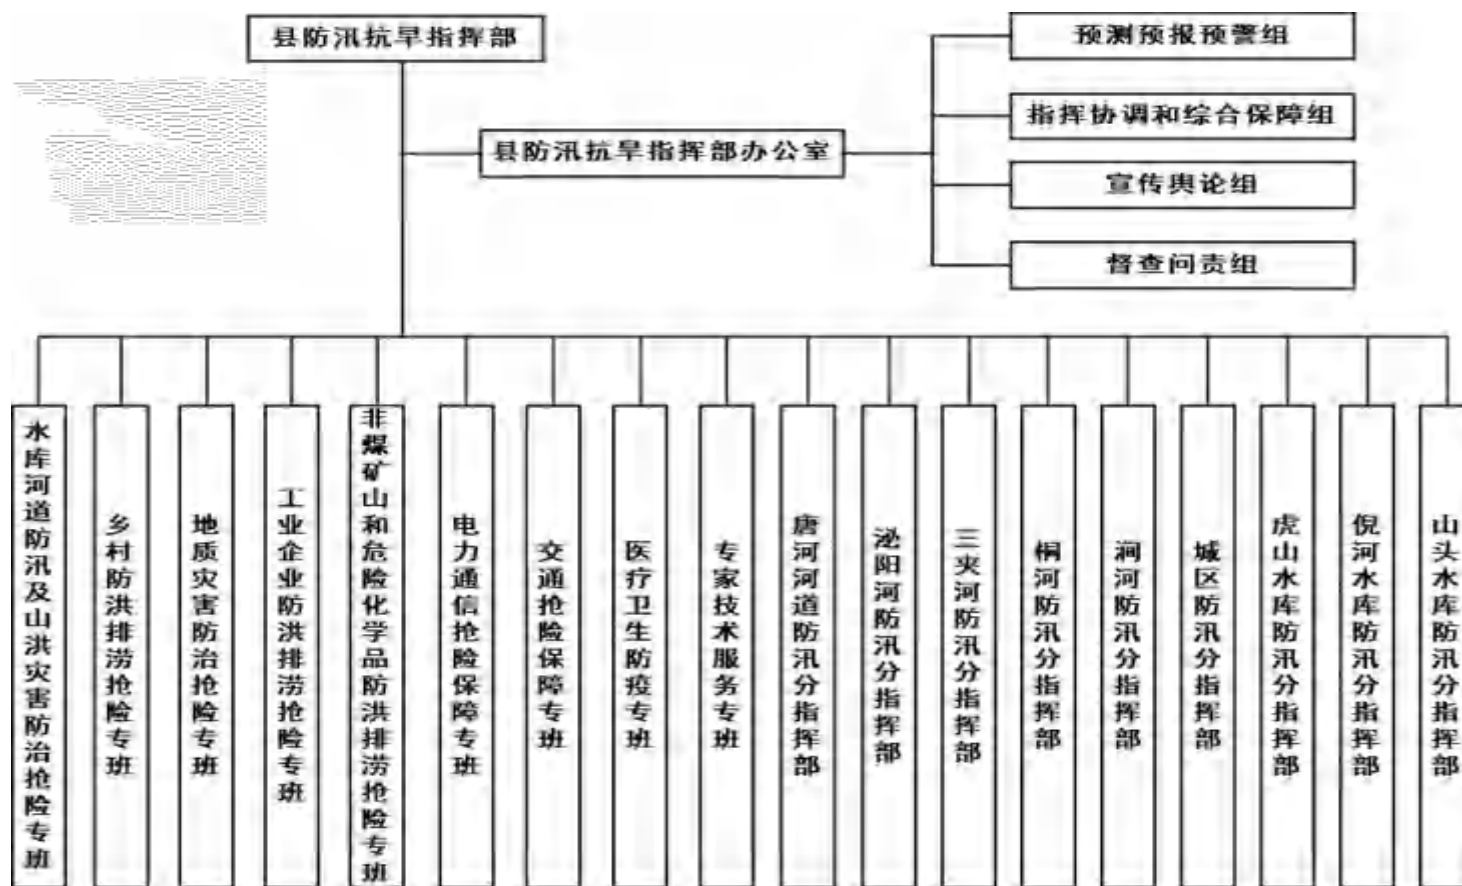 县防汛抗旱指挥部
预测预报预警组
指挥协调和综合保障组
县防汛抗旱指挥部办公室
宣传舆论组
督查问责组
水库河道防汛及山洪灾害防治抢险专班
乡村防洪排涝抢险专班
地质灾害防治抢险专班
工业企业防洪排涝抢险专班
非煤矿山和危险化学品防洪排涝抢险专班
电力通信抢险保障专班
交通抢险保障专班
医疗卫生防疫专班
专家技术服务专班
唐河河道防汛分指挥部
泌阳河防汛分指挥部
三夹河防汛分指挥部
桐河防汛分指挥部
涧河防汛分指挥部
城区防汛分指挥部
虎山水库防汛分指挥部
倪河水库防汛分指挥部
山头水库防汛分指挥部